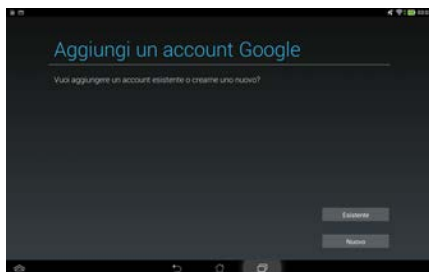 Aggiungi un account Google
Vuoi aggiungere un account esistente o crearne uno nuovo?
Esistente
Nuovo